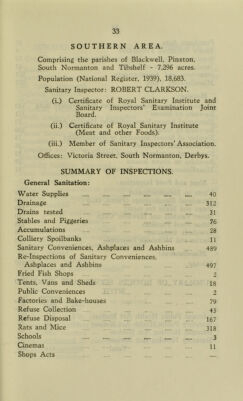 33
SOUTHERN AREA.
Comprising the parishes of Blackwell, Pinxton,
South Normanton and Tibshelf - 7,296 acres.
Population (National Register, 1939), 18,683.
Sanitary Inspector: ROBERT CLARKSON.
(i.) Certificate of Royal Sanitary Institute and
Sanitary Inspectors' Examination Joint
Board.
(ii.) Certificate of Royal Sanitary Institute
(Meat and other Foods).
(iii.) Member of Sanitary Inspectors' Association.
Offices: Victoria Street, South Normanton, Derbys.
SUMMARY OF INSPECTIONS.
General Sanitation:
Water Supplies 40
Drainage 312
Drains tested 31
Stables and Piggeries 76
Accumulations 28
Colliery Spoilbanks 11
Sanitary Conveniences, Ashplaces and Ashbins 489
Re-Inspections of Sanitary Conveniences,
Ashplaces and Ashbins 497
Fried Fish Shops 2
Tents, Vans and Sheds 18
Public Conveniences 2
Factories and Bake-houses 79
Refuse Collection 43
Refuse Disposal 167
Rats and Mice 318
Schools 3
Cinemas 11
Shops Acts